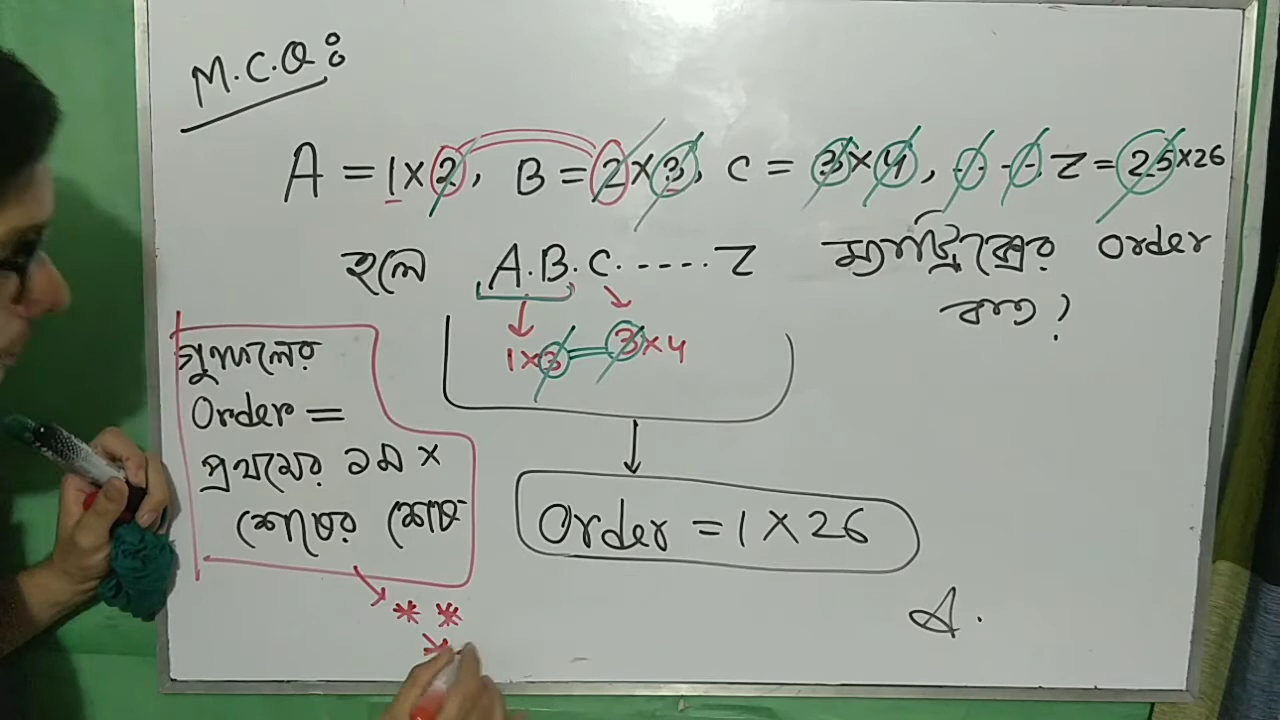 M.C.Q:
A = 1×2, B = 2×3, C = 3×4, - - - Z = 25×26
হলে A.B.C.....Z ম্যাট্রিক্সের Order
কত?
1×3 = 3×4
গুণফলের
Order =
প্রথমের ১ম ×
শেষের শেষ
Order = 1×26
A.
* *
*